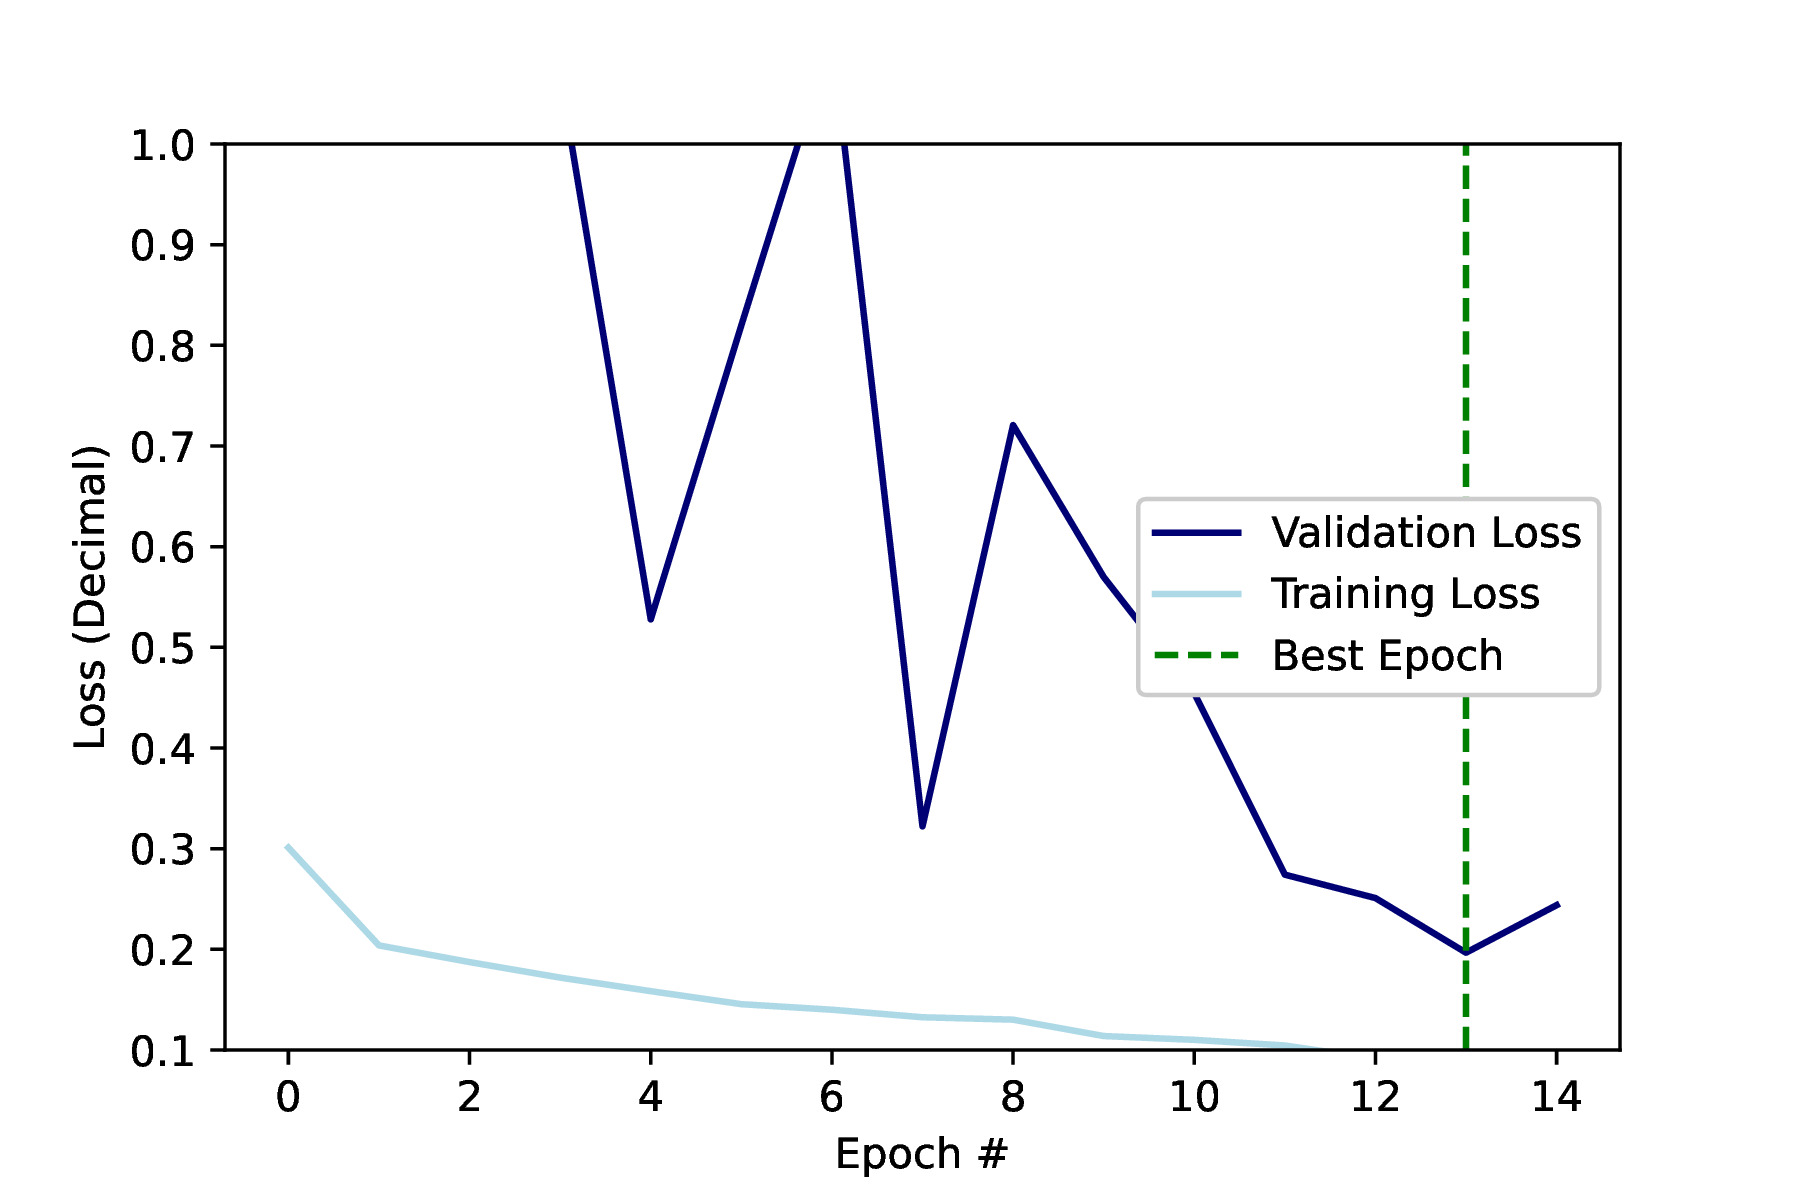 1.0
0.9
0.8
0.7
0.6
0.5
0.4
0.3
0.2
0.1
Loss (Decimal)
Validation Loss
Training Loss
Best Epoch
0 2 4 6 8 10 12 14
Epoch #